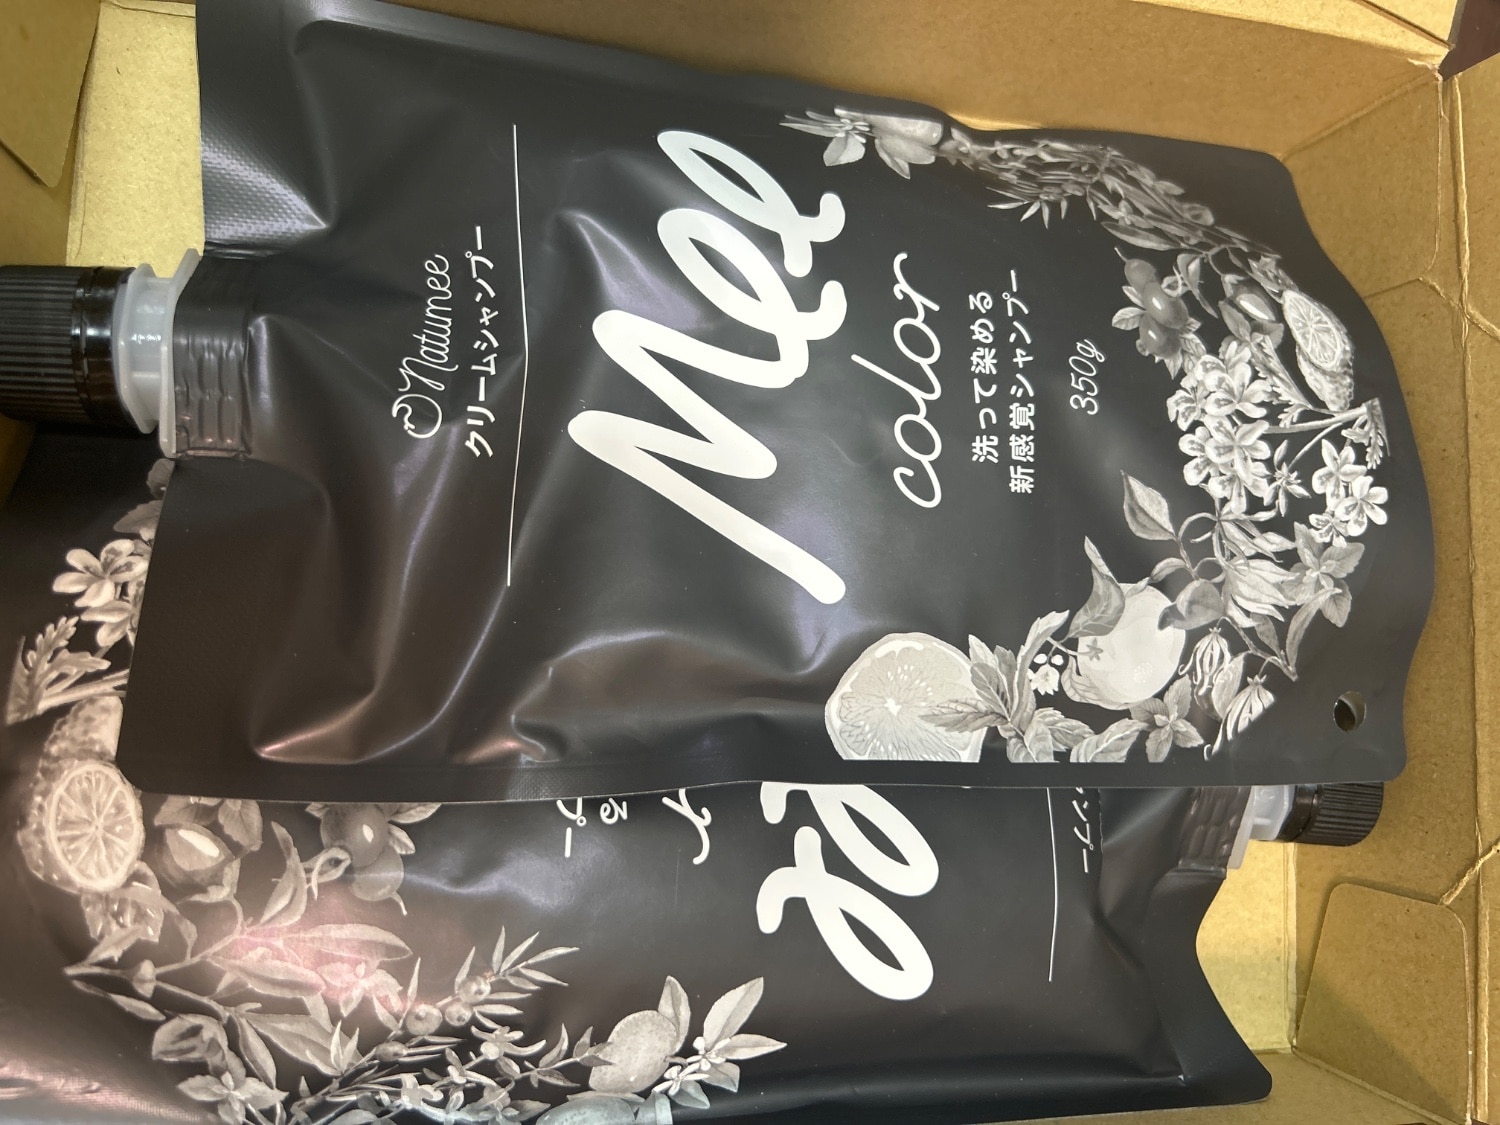 Naturnee
クリームシャンプー
Mee
color
洗って染める
新感覚シャンプー
350g